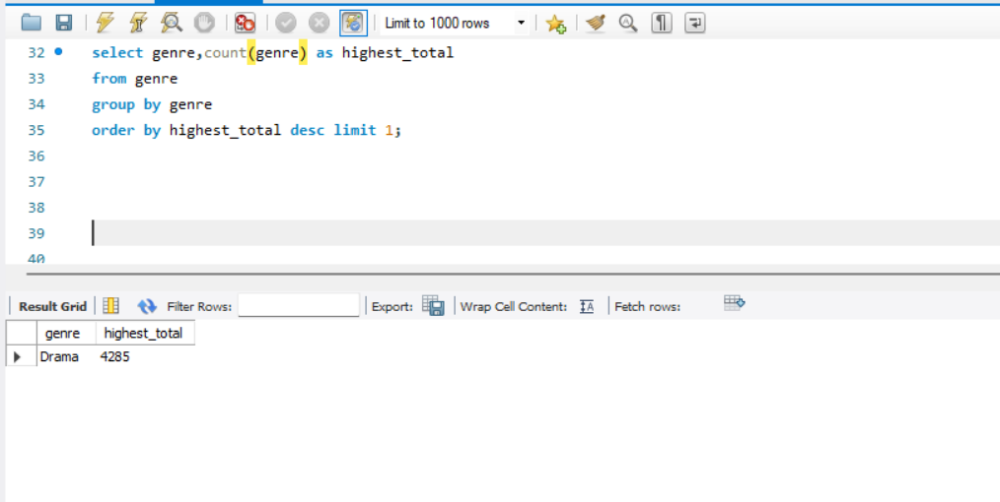 Limit to 1000 rows
32 select genre,count(genre) as highest_total
33 from genre
34 group by genre
35 order by highest_total desc limit 1;
36
37
38
39
40
Result Grid Filter Rows: Export: Wrap Cell Content: Fetch rows:
genre highest_total
Drama 4285